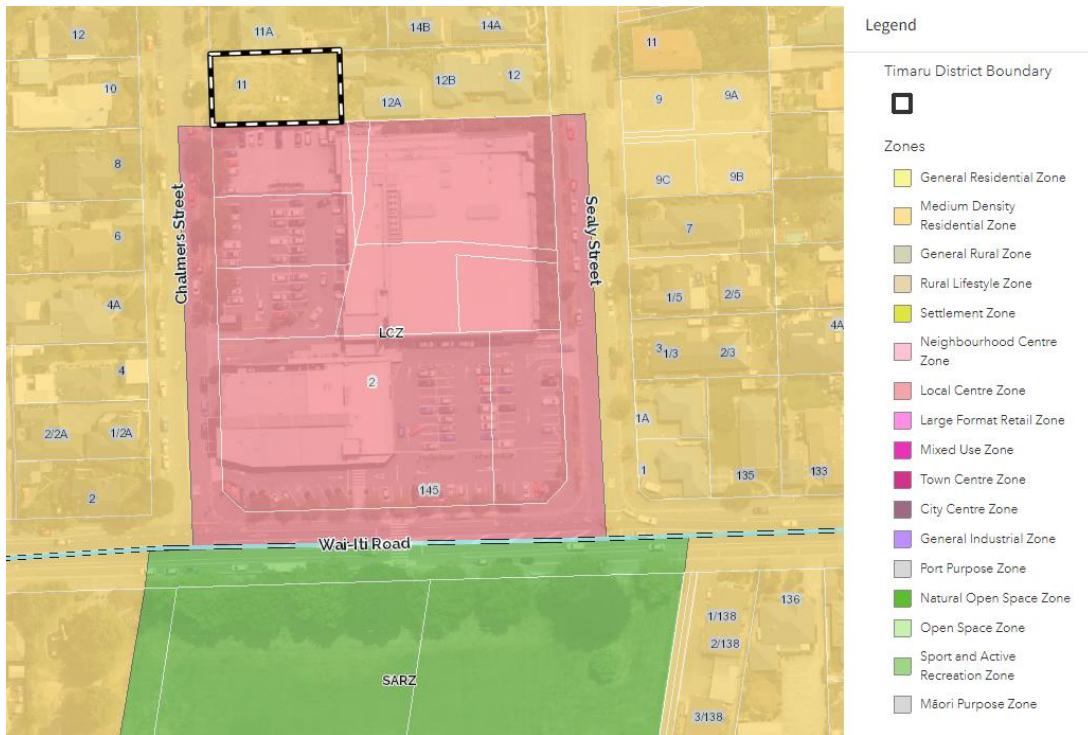 12
11A
14B
14A
11
10
11
12B
12
12A
9
9A
8
9C
9B
7
6
Chalmers Street
Sealy Street
4A
1/5
2/5
LCZ
3
1/3
2/3
4A
4
2
1A
2/2A
1/2A
2
145
1
135
133
Wai-Iti Road
1/138
136
2/138
SARZ
3/138
Legend
Timaru District Boundary
Zones
General Residential Zone
Medium Density
Residential Zone
General Rural Zone
Rural Lifestyle Zone
Settlement Zone
Neighbourhood Centre
Zone
Local Centre Zone
Large Format Retail Zone
Mixed Use Zone
Town Centre Zone
City Centre Zone
General Industrial Zone
Port Purpose Zone
Natural Open Space Zone
Open Space Zone
Sport and Active
Recreation Zone
Māori Purpose Zone